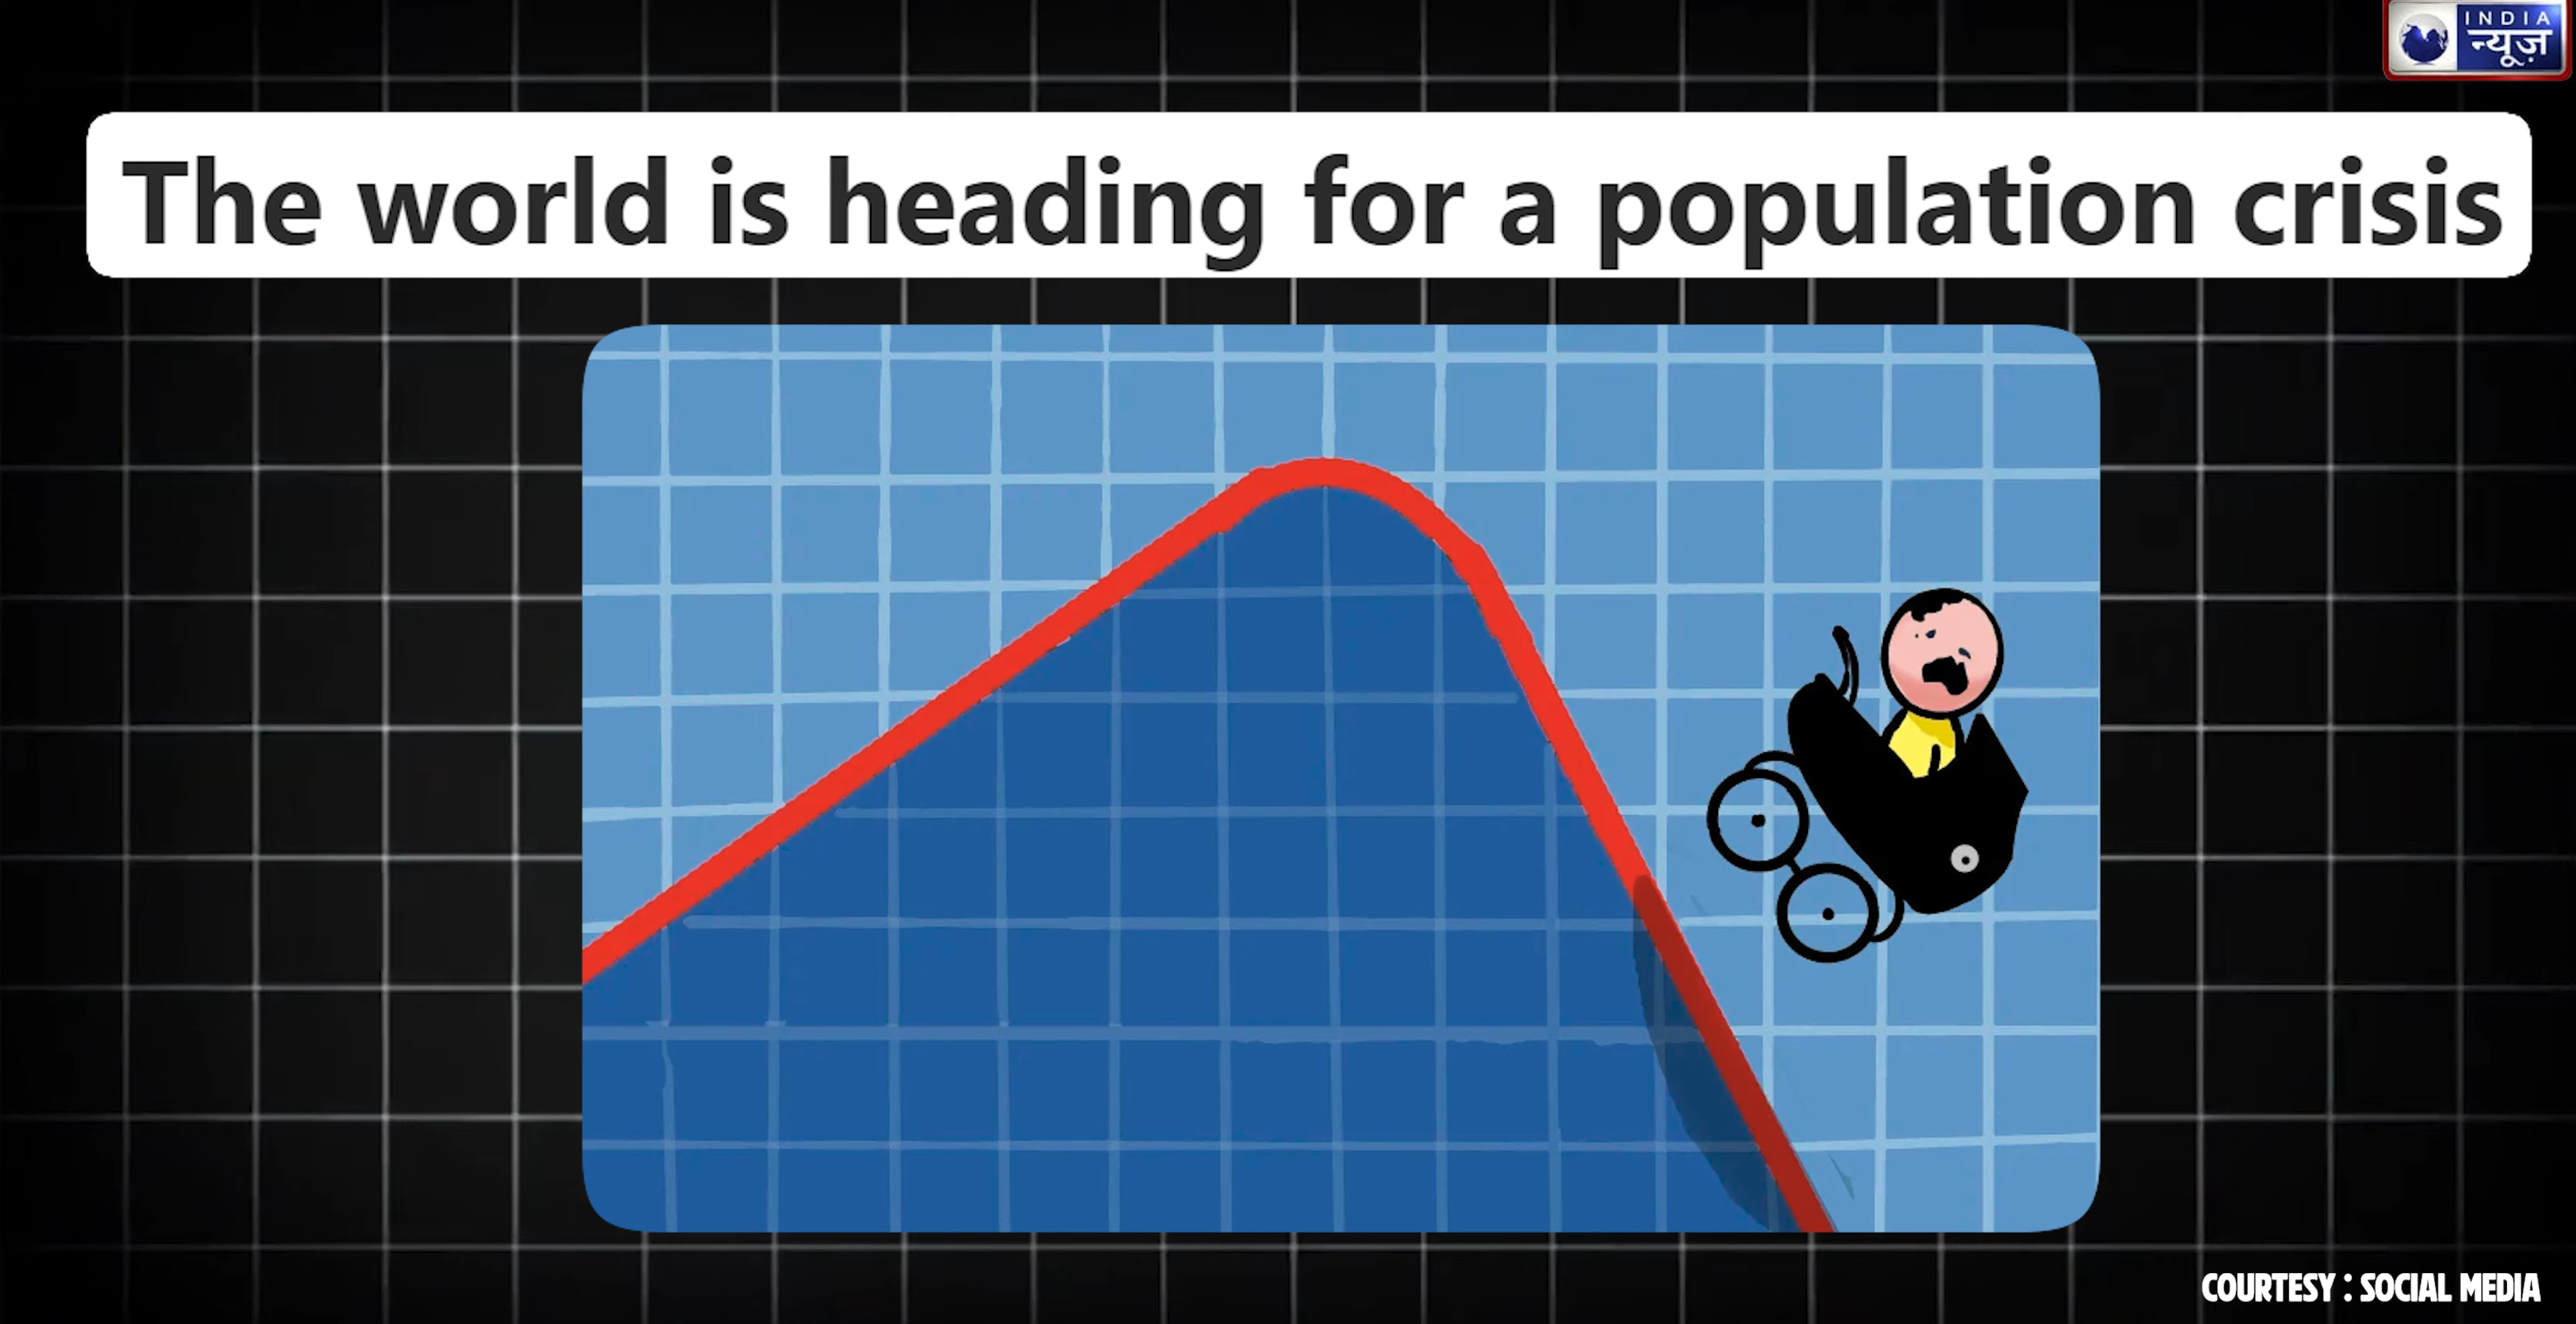 INDIA
न्यूज़
The world is heading for a population crisis
COURTESY : SOCIAL MEDIA